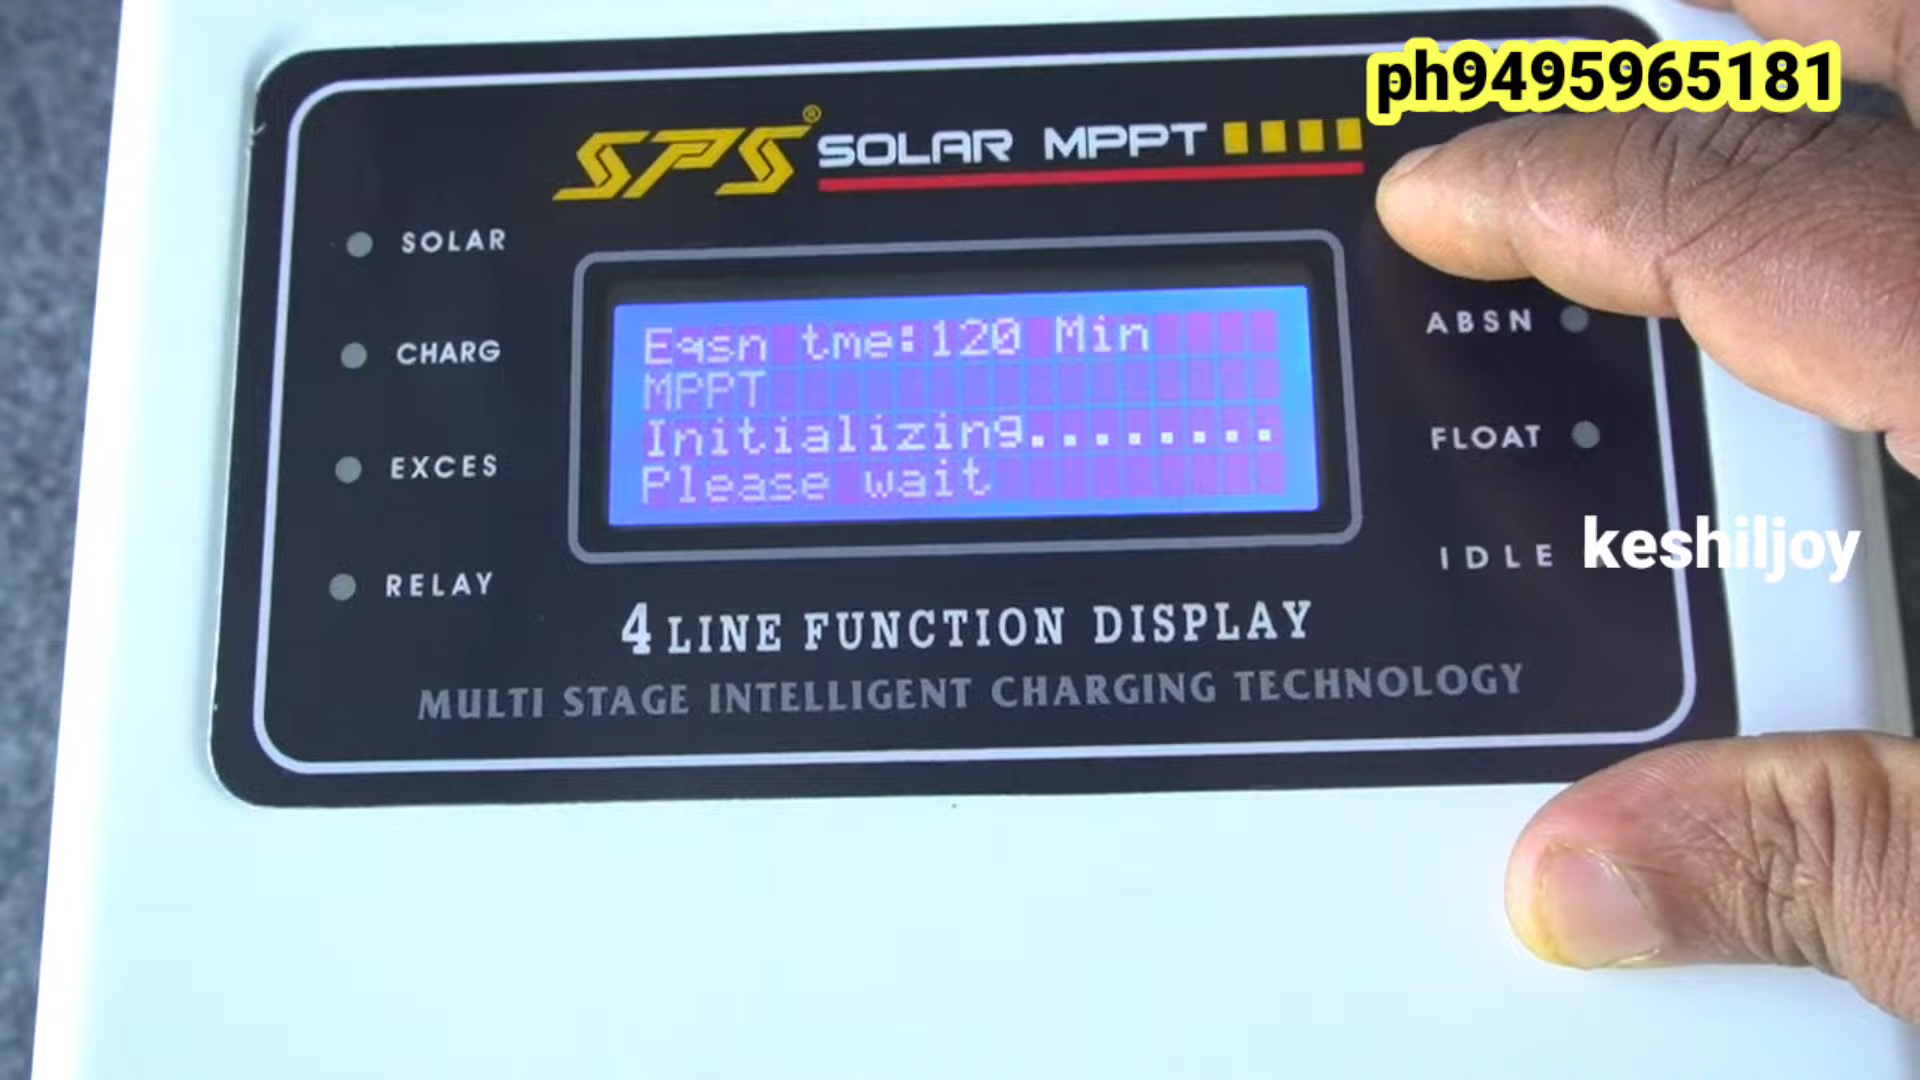 ph9495965181
SPS® SOLAR MPPT
SOLAR
CHARG
EXCES
RELAY
Eqsn tme:120 Min
MPPT
Initializing........
Please wait
ABSN
FLOAT
IDLE
keshiljoy
4 LINE FUNCTION DISPLAY
MULTI STAGE INTELLIGENT CHARGING TECHNOLOGY